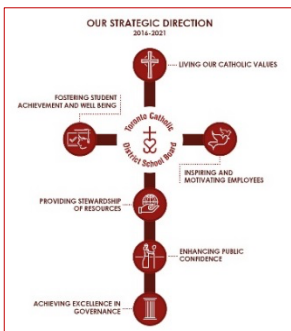 OUR STRATEGIC DIRECTION
2016-2021
LIVING OUR CATHOLIC VALUES
FOSTERING STUDENT
ACHIEVEMENT AND WELL BEING
Toronto Catholic
District School Board
INSPIRING AND
MOTIVATING EMPLOYEES
PROVIDING STEWARDSHIP
OF RESOURCES
ENHANCING PUBLIC
CONFIDENCE
ACHIEVING EXCELLENCE IN
GOVERNANCE